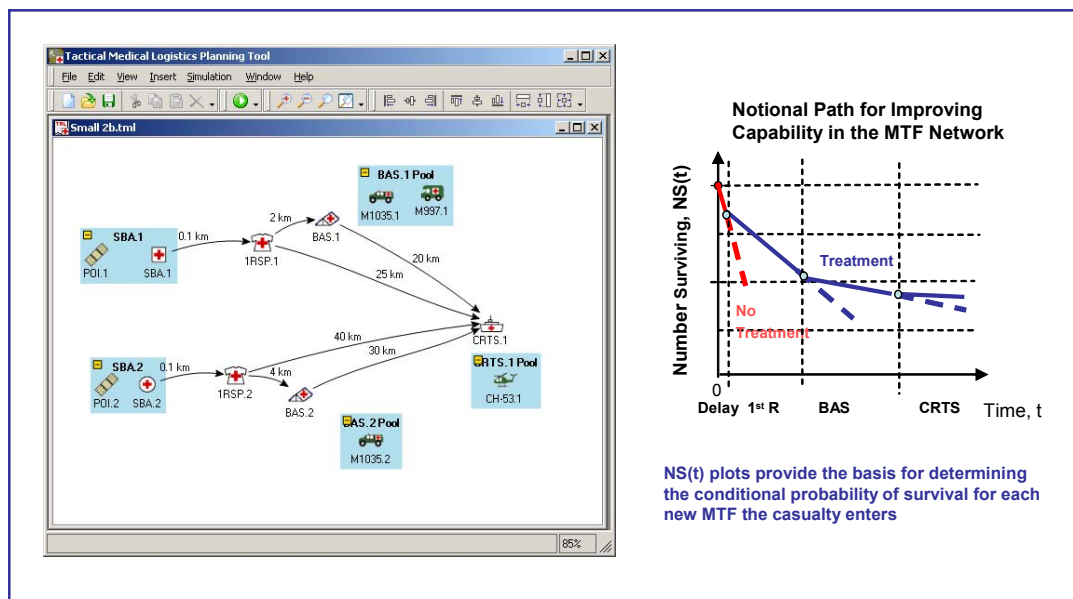 Tactical Medical Logistics Planning Tool
File Edit View Insert Simulation Window Help
Small 2b.tml
BAS.1 Pool
M1035.1 M997.1
2 km
BAS.1
SBA.1
0.1 km
POI.1 SBA.1
1RSP.1
20 km
25 km
CRTS.1
40 km
30 km
SBA.2
0.1 km
4 km
POI.2 SBA.2
1RSP.2
BAS.2
CRTS.1 Pool
CH-53.1
BAS.2 Pool
M1035.2
85%
Notional Path for Improving
Capability in the MTF Network
Number Surviving, NS(t)
Treatment
No
Treatment
0
Delay 1st R BAS CRTS Time, t
NS(t) plots provide the basis for determining
the conditional probability of survival for each
new MTF the casualty enters